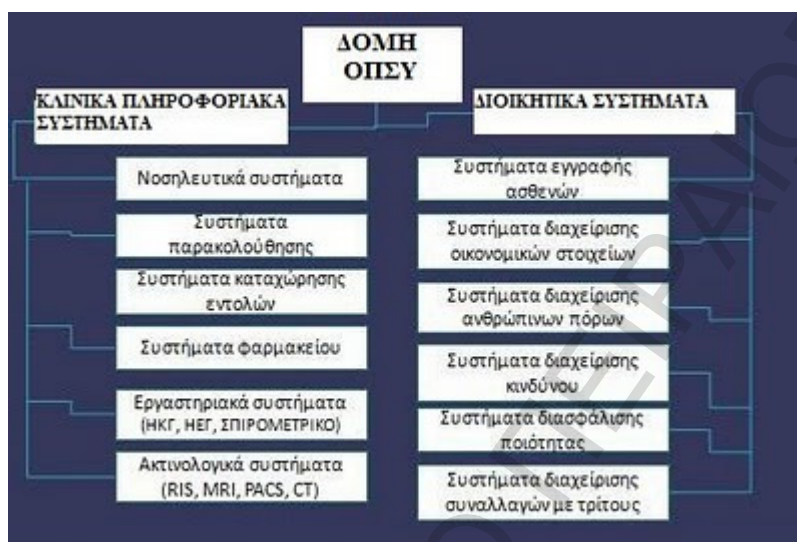 ΔΟΜΗ
ΟΠΣΥ
ΚΛΙΝΙΚΑ ΠΛΗΡΟΦΟΡΙΑΚΑ
ΣΥΣΤΗΜΑΤΑ
Νοσηλευτικά συστήματα
Συστήματα
παρακολούθησης
Συστήματα καταχώρησης
εντολών
Συστήματα φαρμακείου
Εργαστηριακά συστήματα
(ΗΚΓ, ΗΕΓ, ΣΠΙΡΟΜΕΤΡΙΚΟ)
Ακτινολογικά συστήματα
(RIS, MRI, PACS, CT)
ΔΙΟΙΚΗΤΙΚΑ ΣΥΣΤΗΜΑΤΑ
Συστήματα εγγραφής
ασθενών
Συστήματα διαχείρισης
οικονομικών στοιχείων
Συστήματα διαχείρισης
ανθρώπινων πόρων
Συστήματα διαχείρισης
κινδύνου
Συστήματα διασφάλισης
ποιότητας
Συστήματα διαχείρισης
συναλλαγών με τρίτους